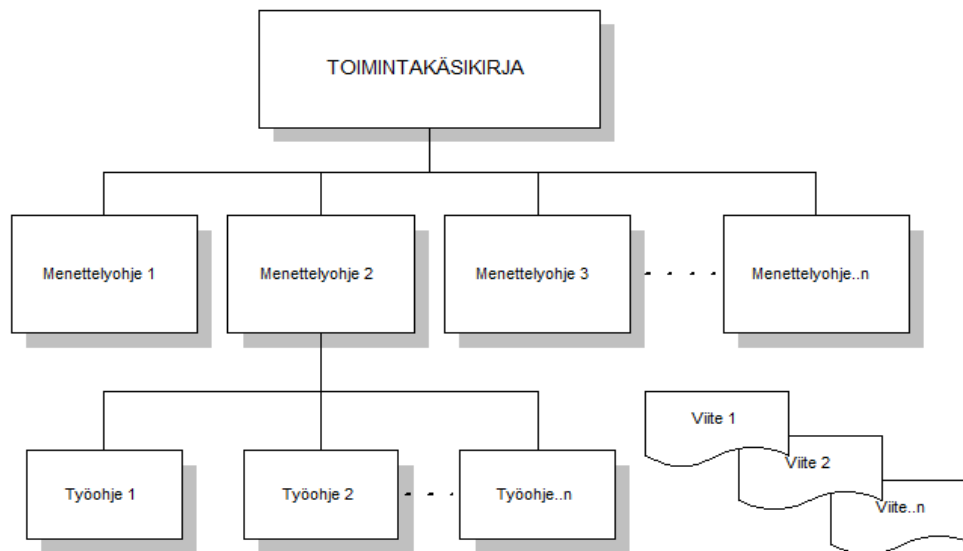 TOIMINTAKÄSIKIRJA
Menettelyohje 1
Menettelyohje 2
Menettelyohje 3
Menettelyohje..n
Viite 1
Viite 2
Viite..n
Työohje 1
Työohje 2
Työohje..n